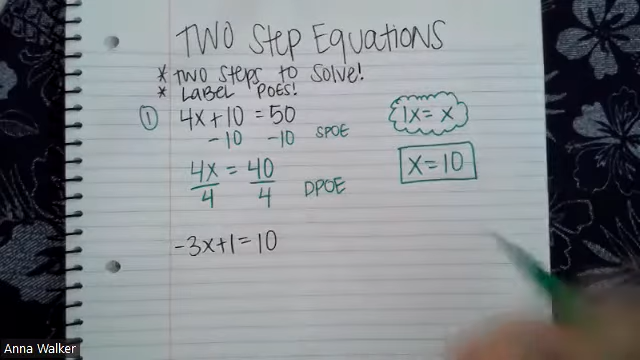 TWO Step Equations
* TWO Steps to Solve!
* LABEL POES!
① 4x + 10 = 50
-10 -10 SPOE
1x = x
4x = 40
4 4 DPOE
x = 10
-3x + 1 = 10
Anna Walker